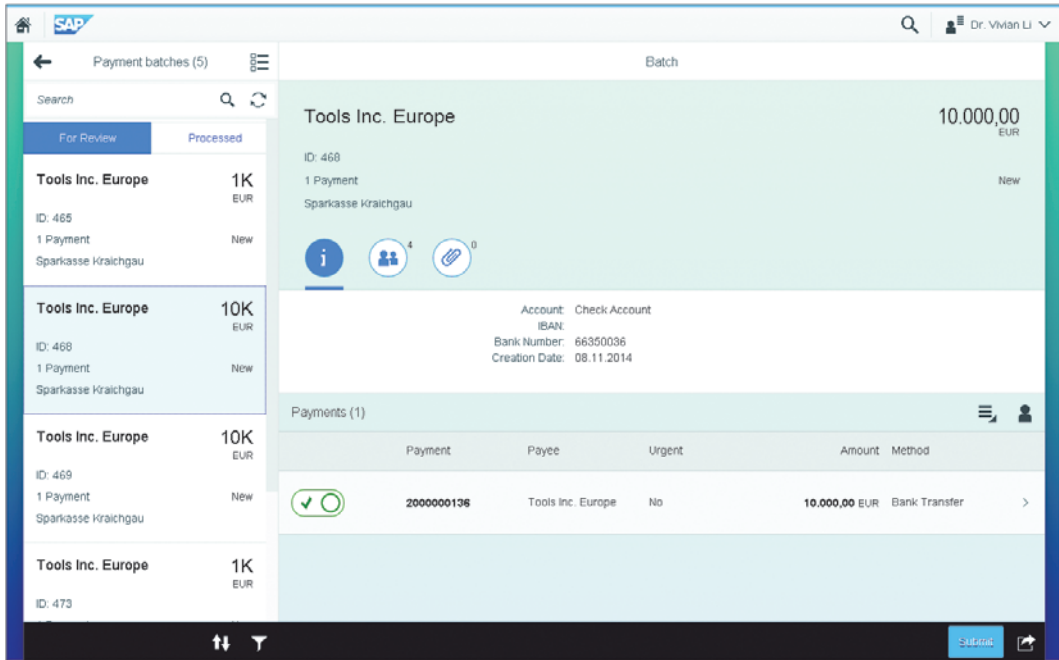 SAP
Dr. Vivian Li
Payment batches (5)
Batch
Search
For Review
Processed
Tools Inc. Europe 1K
EUR
ID: 465
1 Payment New
Sparkasse Kraichgau
Tools Inc. Europe 10K
EUR
ID: 468
1 Payment New
Sparkasse Kraichgau
Tools Inc. Europe 10K
EUR
ID: 469
1 Payment New
Sparkasse Kraichgau
Tools Inc. Europe 1K
EUR
ID: 473
Tools Inc. Europe 10.000,00
EUR
ID: 468
1 Payment New
Sparkasse Kraichgau
i 4 0
Account: Check Account
IBAN:
Bank Number: 66350036
Creation Date: 08.11.2014
Payments (1)
Payment Payee Urgent Amount Method
2000000136 Tools Inc. Europe No 10.000,00 EUR Bank Transfer
Submit